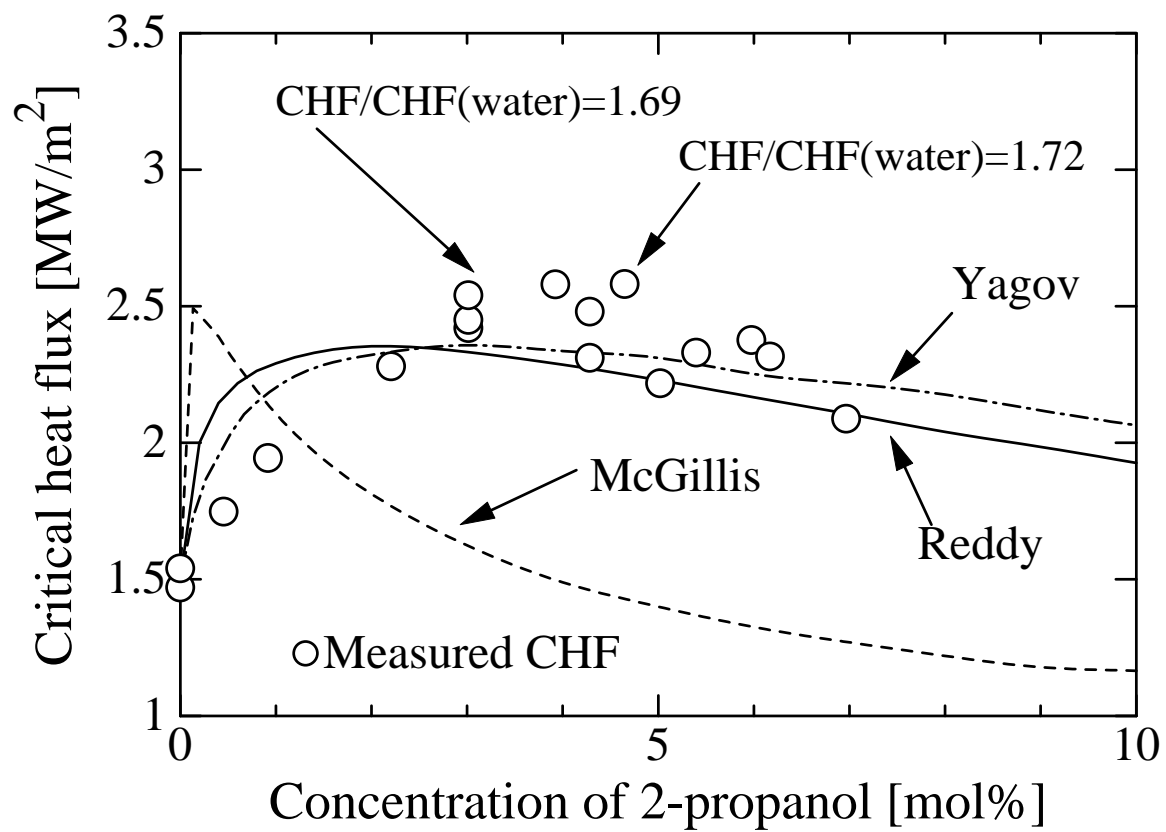 3.5
CHF/CHF(water)=1.69
CHF/CHF(water)=1.72
3
Yagov
2.5
Critical heat flux [MW/m²]
2
McGillis
Reddy
1.5
Measured CHF
1
0
5
10
Concentration of 2-propanol [mol%]